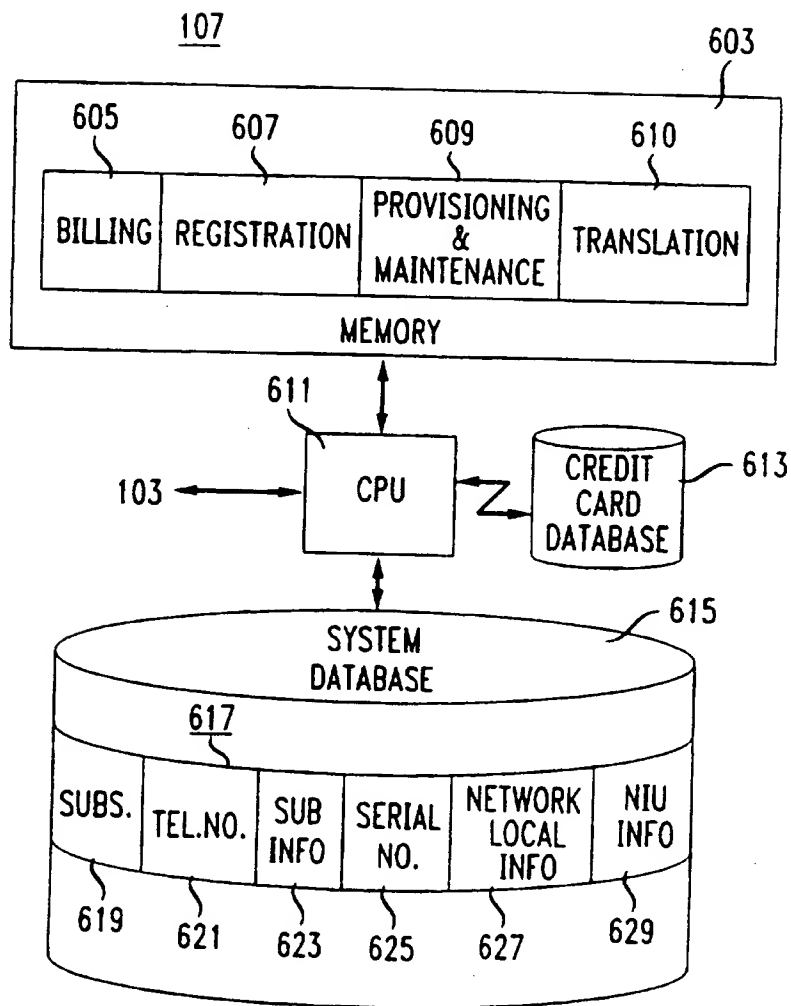 107
603
605
607
609
610
BILLING
REGISTRATION
PROVISIONING
&
MAINTENANCE
TRANSLATION
MEMORY
611
CPU
103
CREDIT
CARD
DATABASE
613
SYSTEM
DATABASE
615
617
SUBS.
TEL.NO.
SUB
INFO
SERIAL
NO.
NETWORK
LOCAL
INFO
NIU
INFO
619
621
623
625
627
629